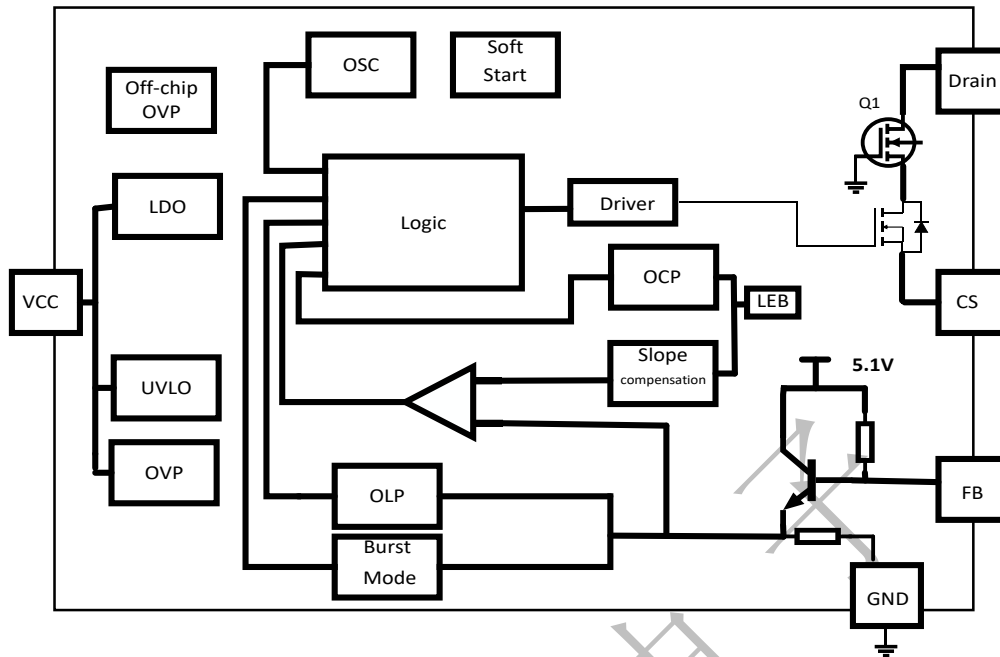 OSC
Soft
Start
Off-chip
OVP
Drain
Q1
LDO
Logic
Driver
VCC
OCP
LEB
CS
UVLO
Slope
compensation
5.1V
OVP
OLP
FB
Burst
Mode
GND